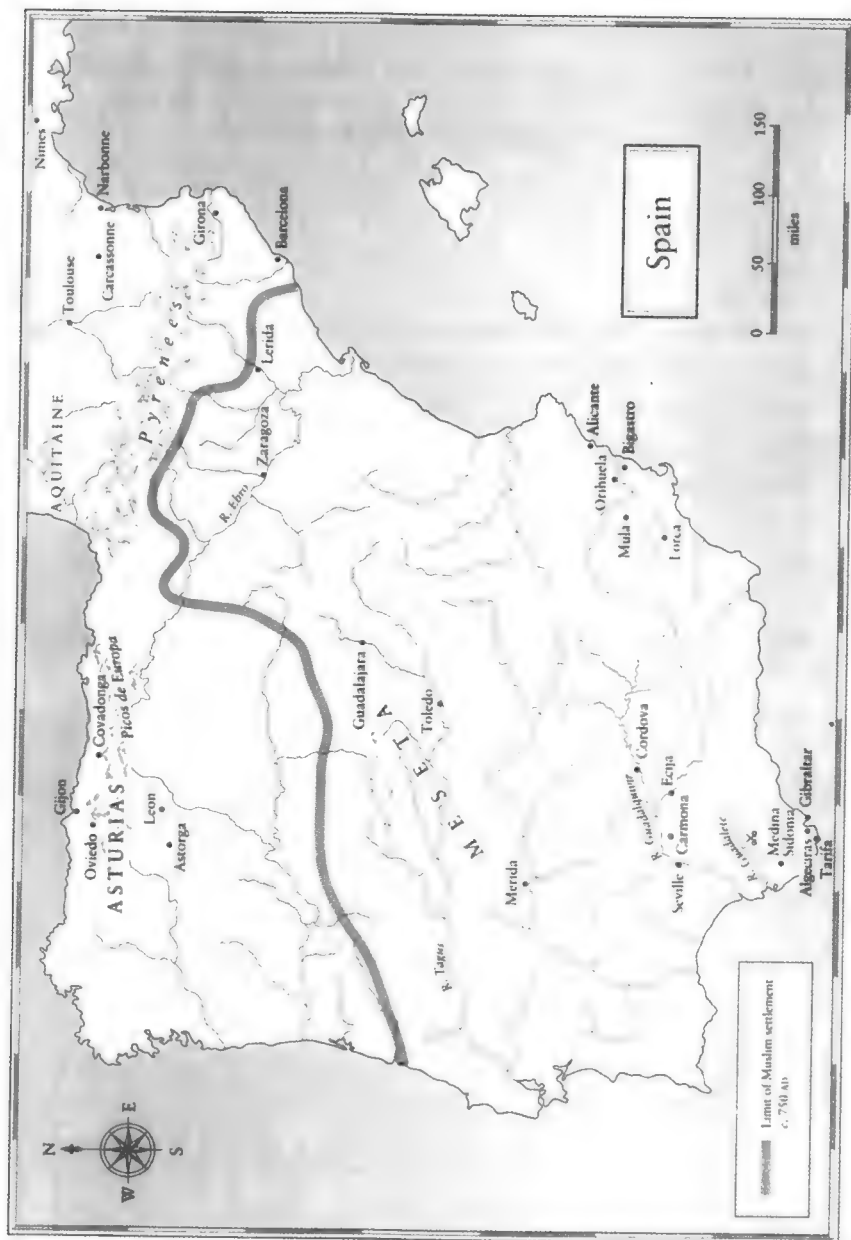 N
W
E
S
AQUITAINE
Nimes
Toulouse
Narbonne
Carcassonne
Pyrenees
Girona
Barcelona
Lerida
Zaragoza
R. Ebro
Gijon
Oviedo
Covadonga
Picos de Europa
ASTURIAS
Leon
Astorga
Guadalajara
Toledo
MESETA
R. Tagus
Merida
Alicante
Orihuela
Bigastro
Mula
Lorca
Cordova
R. Guadalquivir
Ecija
Carmona
Seville
R. Guadalete
Medina
Sidonia
Algeciras
Gibraltar
Tarifa
Spain
0 50 100 150
miles
Limit of Muslim settlement
c. 750 AD